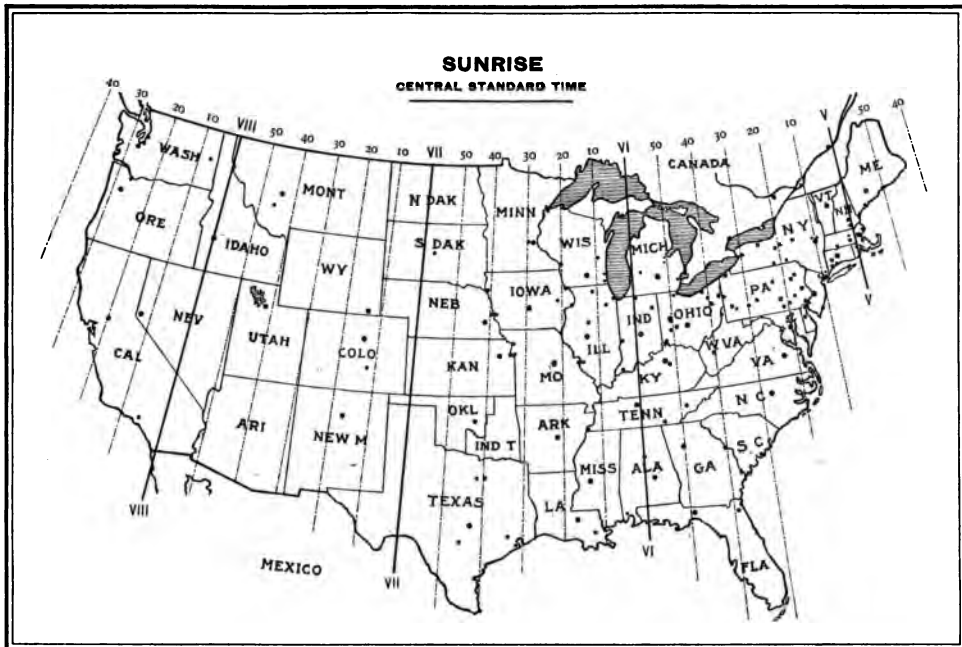 SUNRISE
CENTRAL STANDARD TIME
40 30 20 10 VIII 50 40 30 20 10 VII 50 40 30 20 10 VI 50 40 30 20 10 V 50 40
CANADA
WASH
MONT
N DAK
MINN
ME
VT
N H
ORE
IDAHO
S DAK
WIS
MICH
N Y
WY
IOWA
PA
NEB
NEV
UTAH
COLO
ILL
IND
OHIO
W VA
VA
CAL
KAN
MO
KY
N C
ARI
NEW M
OKL
IND T
ARK
TENN
S C
MISS
ALA
GA
TEXAS
LA
V
VIII
VI
FLA
MEXICO
VII